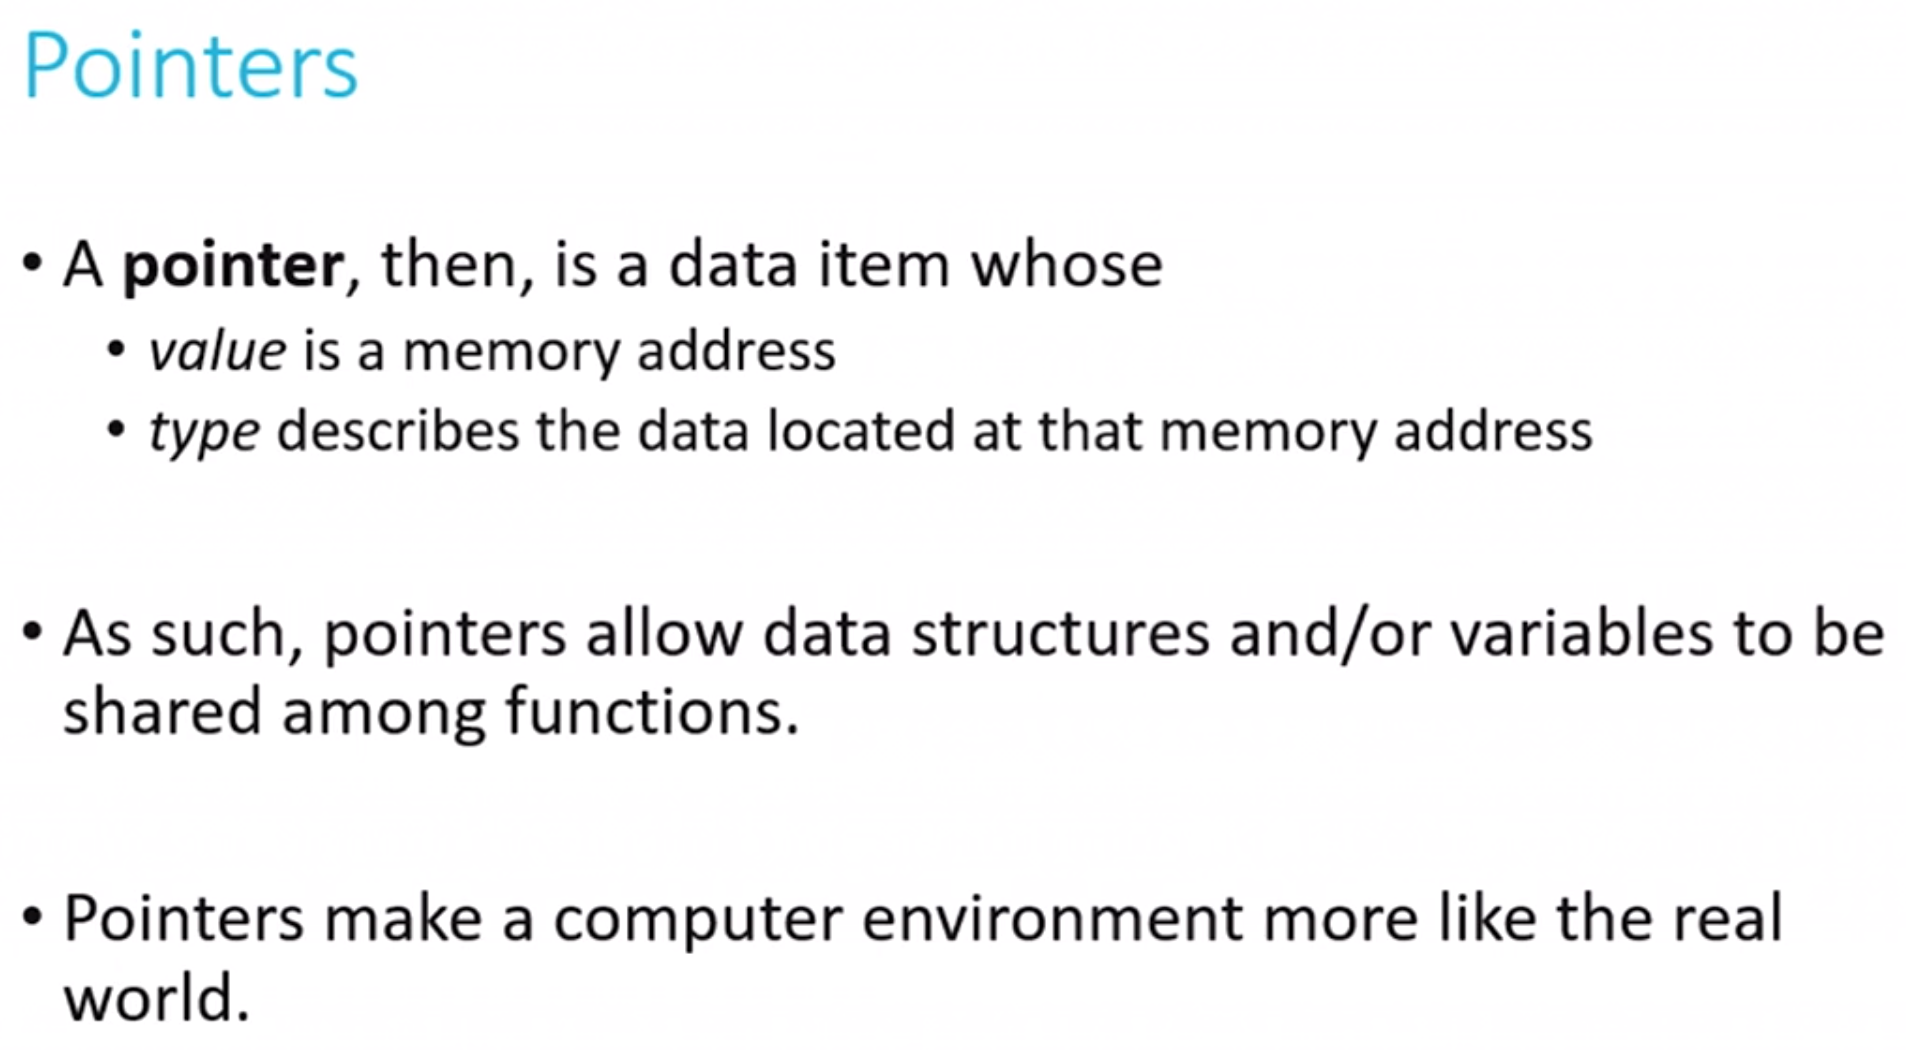 Pointers
• A pointer, then, is a data item whose
• value is a memory address
• type describes the data located at that memory address
• As such, pointers allow data structures and/or variables to be
shared among functions.
• Pointers make a computer environment more like the real
world.